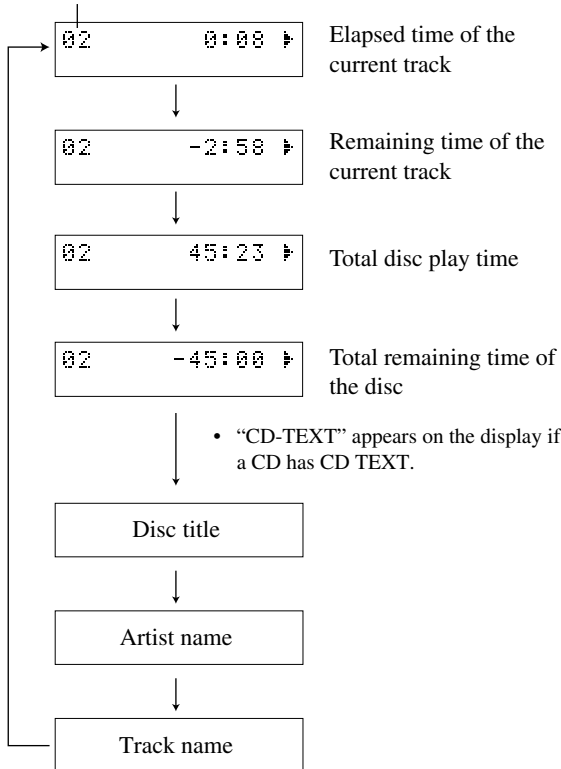 02 0:08
Elapsed time of the
current track
02 -2:58
Remaining time of the
current track
02 45:23
Total disc play time
02 -45:00
Total remaining time of
the disc
• “CD-TEXT” appears on the display if
a CD has CD TEXT.
Disc title
Artist name
Track name